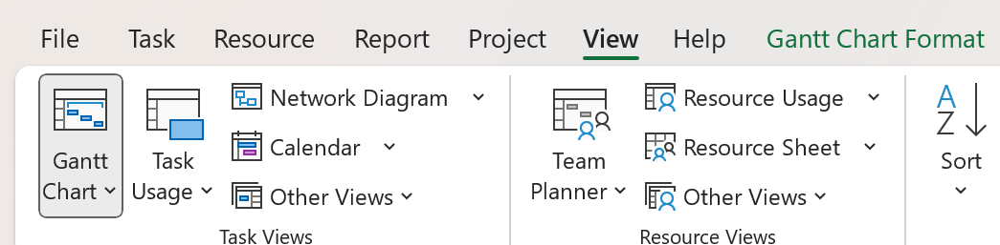 File Task Resource Report Project View Help Gantt Chart Format
Gantt
Chart
Task
Usage
Network Diagram
Calendar
Other Views
Task Views
Team
Planner
Resource Usage
Resource Sheet
Other Views
Resource Views
A
Z
Sort